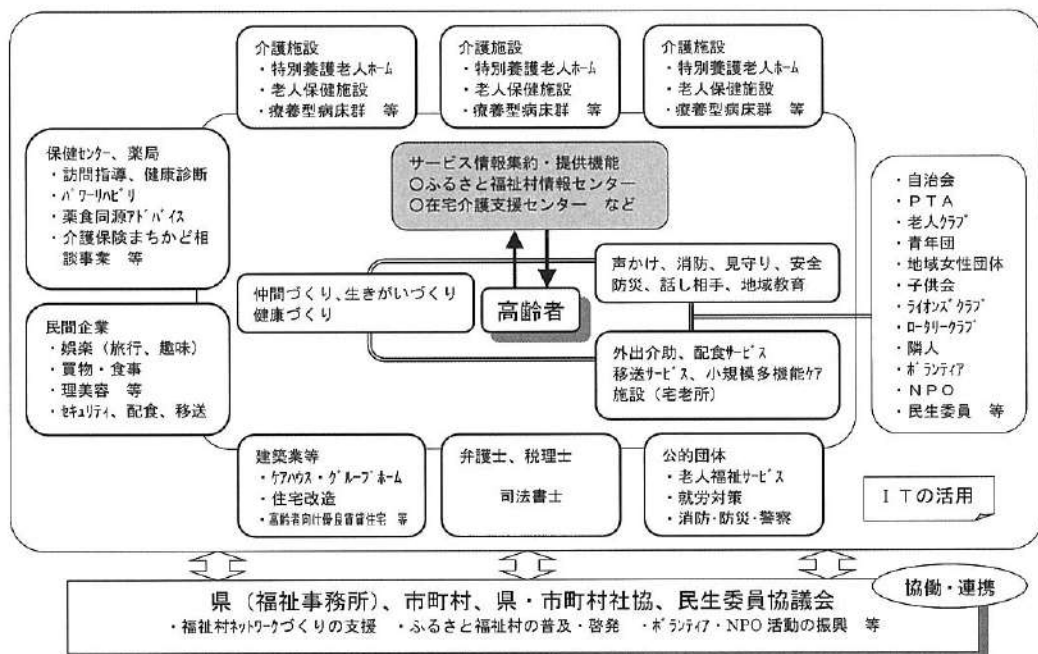 介護施設
・特別養護老人ﾎｰﾑ
・老人保健施設
・療養型病床群　等
介護施設
・特別養護老人ﾎｰﾑ
・老人保健施設
・療養型病床群　等
介護施設
・特別養護老人ﾎｰﾑ
・老人保健施設
・療養型病床群　等
保健ｾﾝﾀｰ、薬局
・訪問指導、健康診断
・ﾊﾟﾜｰﾘﾊﾋﾞﾘ
・薬食同源ｱﾄﾞﾊﾞｲｽ
・介護保険まちかど相
談事業　等
サービス情報集約・提供機能
〇ふるさと福祉村情報センター
〇在宅介護支援センター　など
・自治会
・ＰＴＡ
・老人ｸﾗﾌﾞ
・青年団
・地域女性団体
・子供会
・ﾗｲｵﾝｽﾞｸﾗﾌﾞ
・ﾛｰﾀﾘｰｸﾗﾌﾞ
・隣人
・ﾎﾞﾗﾝﾃｨｱ
・ＮＰＯ
・民生委員　等
仲間づくり、生きがいづくり
健康づくり
高齢者
声かけ、消防、見守り、安全
防災、話し相手、地域教育
外出介助、配食ｻｰﾋﾞｽ
移送ｻｰﾋﾞｽ、小規模多機能ｹｱ
施設（宅老所）
民間企業
・娯楽（旅行、趣味）
・買物・食事
・理美容　等
・ｾｷｭﾘﾃｨ、配食、移送
建築業等
・ｹｱﾊｳｽ・ｸﾞﾙｰﾌﾟﾎｰﾑ
・住宅改造
・高齢者向け優良賃貸住宅　等
弁護士、税理士
司法書士
公的団体
・老人福祉サービス
・就労対策
・消防・防災・警察
ＩＴの活用
協働・連携
県（福祉事務所）、市町村、県・市町村社協、民生委員協議会
・福祉村ﾈｯﾄﾜｰｸづくりの支援　・ふるさと福祉村の普及・啓発　・ﾎﾞﾗﾝﾃｨｱ・NPO 活動の振興　等